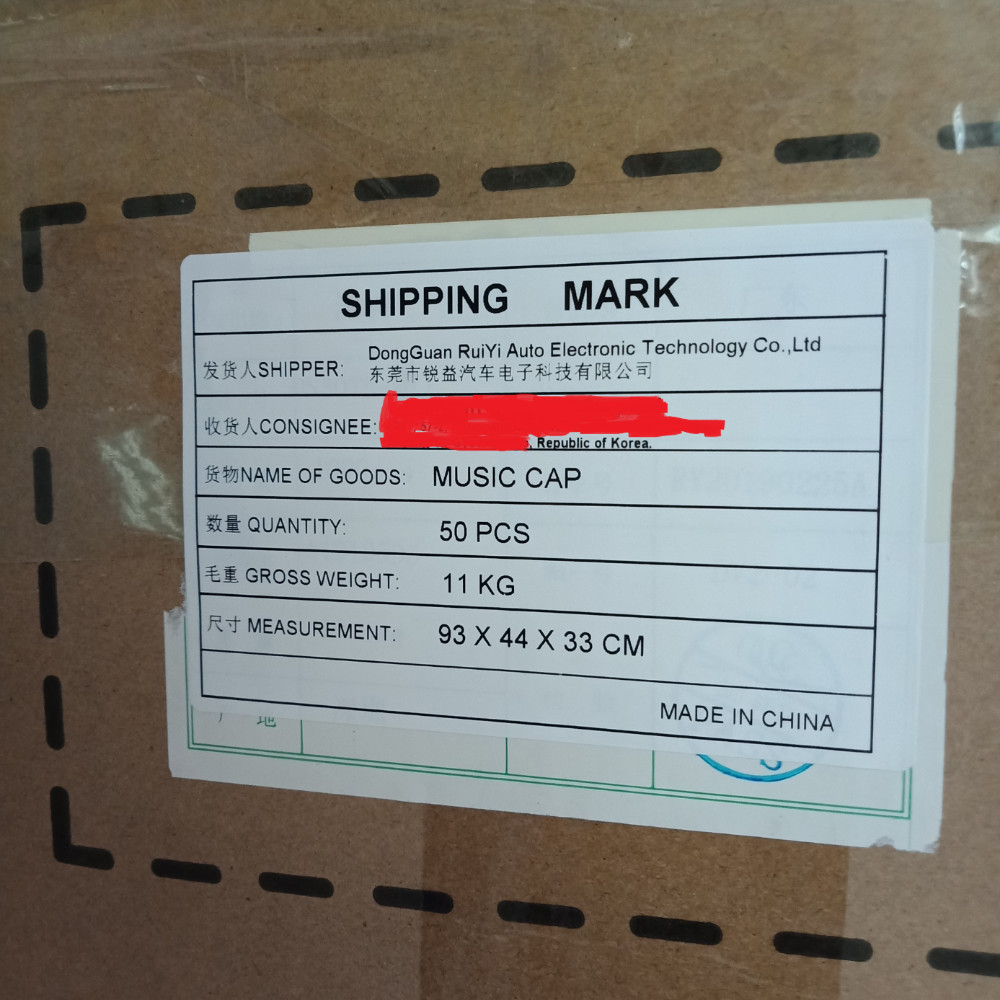 SHIPPING MARK
发货人SHIPPER: DongGuan RuiYi Auto Electronic Technology Co.,Ltd
东莞市锐益汽车电子科技有限公司
收货人CONSIGNEE:
Republic of Korea.
货物NAME OF GOODS: MUSIC CAP
数量 QUANTITY: 50 PCS
毛重 GROSS WEIGHT: 11 KG
尺寸 MEASUREMENT: 93 X 44 X 33 CM
MADE IN CHINA
地